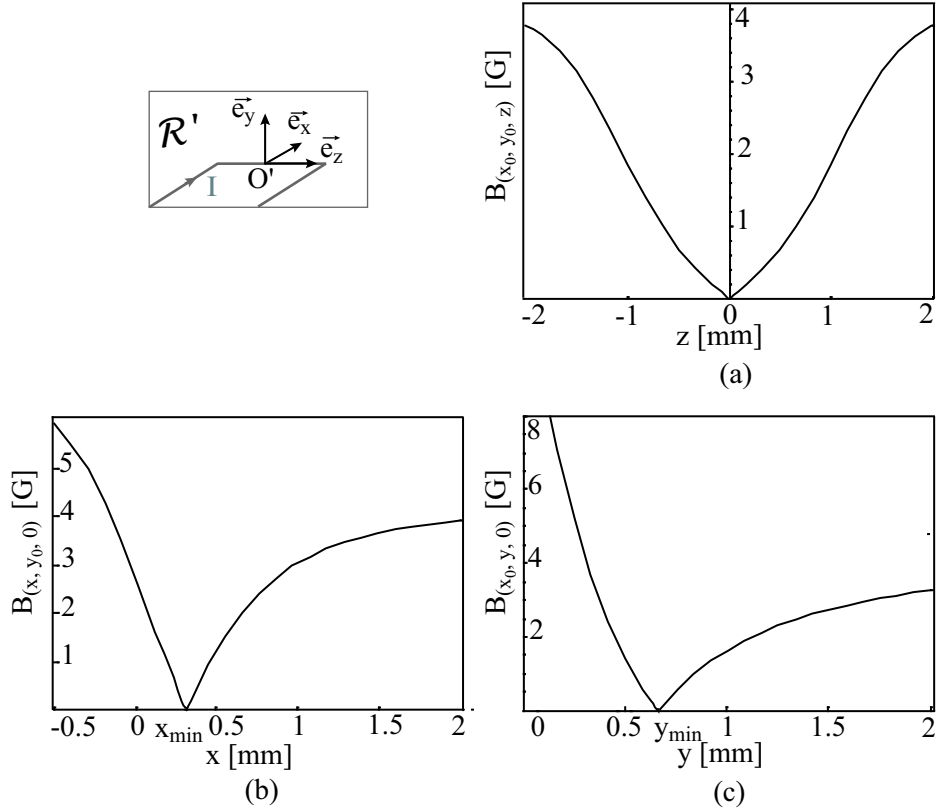 R'
e_y
e_x
e_z
I
O'
B(x₀, y₀, z) [G]
4
3
2
1
-2 -1 0 1 2
z [mm]
(a)
B(x, y₀, 0) [G]
5
4
3
2
1
-0.5 0 x_min 0.5 1 1.5 2
x [mm]
(b)
B(x₀, y, 0) [G]
8
6
4
2
0 0.5 y_min 1 1.5 2
y [mm]
(c)